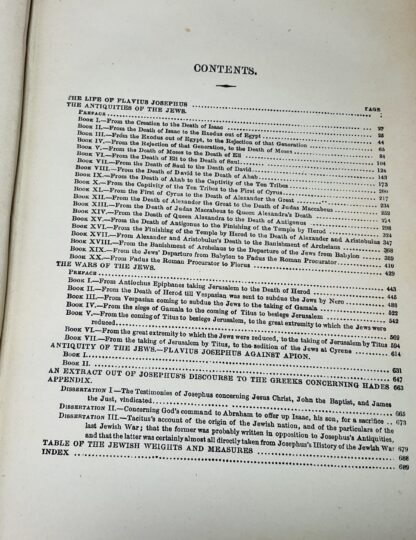 CONTENTS.
THE LIFE OF FLAVIUS JOSEPHUS
PAGE
THE ANTIQUITIES OF THE JEWS.
PREFACE
BOOK I.—From the Creation to the Death of Isaac 27
BOOK II.—From the Death of Isaac to the Exodus out of Egypt
BOOK III.—From the Exodus out of Egypt, to the Rejection of that Generation
BOOK IV.—From the Rejection of that Generation, to the Death of Moses
BOOK V.—From the Death of Moses to the Death of Eli
BOOK VI.—From the Death of Eli to the Death of Saul 104
BOOK VII.—From the Death of Saul to the Death of David 124
BOOK VIII.—From the Death of David to the Death of Ahab 143
BOOK IX.—From the Death of Ahab to the Captivity of the Ten Tribes 173
BOOK X.—From the Captivity of the Ten Tribes to the First of Cyrus 200
BOOK XI.—From the First of Cyrus to the Death of Alexander the Great 217
BOOK XII.—From the Death of Alexander the Great to the Death of Judas Maccabeus 234
BOOK XIII.—From the Death of Judas Maccabeus to Queen Alexandra's Death 252
BOOK XIV.—From the Death of Queen Alexandra to the Death of Antigonus 274
BOOK XV.—From the Death of Antigonus to the Finishing of the Temple by Herod 298
BOOK XVI.—From the Finishing of the Temple by Herod to the Death of Alexander and Aristobulus 324
BOOK XVII.—From Alexander and Aristobulus's Death to the Banishment of Archelaus 347
BOOK XVIII.—From the Banishment of Archelaus to the Departure of the Jews from Babylon 368
BOOK XIX.—From the Jews' Departure from Babylon to Fadus the Roman Procurator
BOOK XX.—From Fadus the Roman Procurator to Florus
THE WARS OF THE JEWS.
PREFACE
BOOK I.—From Antiochus Epiphanes taking Jerusalem to the Death of Herod 443
BOOK II.—From the Death of Herod till Vespasian was sent to subdue the Jews by Nero
BOOK III.—From Vespasian coming to subdue the Jews to the taking of Gamala
BOOK IV.—From the siege of Gamala to the coming of Titus to besiege Jerusalem
BOOK V.—From the coming of Titus to besiege Jerusalem, to the great extremity to which the Jews were
reduced 569
BOOK VI.—From the great extremity to which the Jews were reduced, to the taking of Jerusalem by Titus 594
BOOK VII.—From the taking of Jerusalem by Titus, to the sedition of the Jews at Cyrene 614
ANTIQUITY OF THE JEWS.—FLAVIUS JOSEPHUS AGAINST APION.
BOOK I. 631
BOOK II. 647
AN EXTRACT OUT OF JOSEPHUS'S DISCOURSE TO THE GREEKS CONCERNING HADES 663
APPENDIX.
DISSERTATION I—The Testimonies of Josephus concerning Jesus Christ, John the Baptist, and James
the Just, vindicated 665
DISSERTATION II.—Concerning God's command to Abraham to offer up Isaac, his son, for a sacrifice 673
DISSERTATION III.—Tacitus's account of the origin of the Jewish nation, and of the particulars of the
last Jewish War; that the former was probably written in opposition to Josephus's Antiquities,
and that the latter was certainly almost all directly taken from Josephus's History of the Jewish War 679
TABLE OF THE JEWISH WEIGHTS AND MEASURES 688
INDEX 689